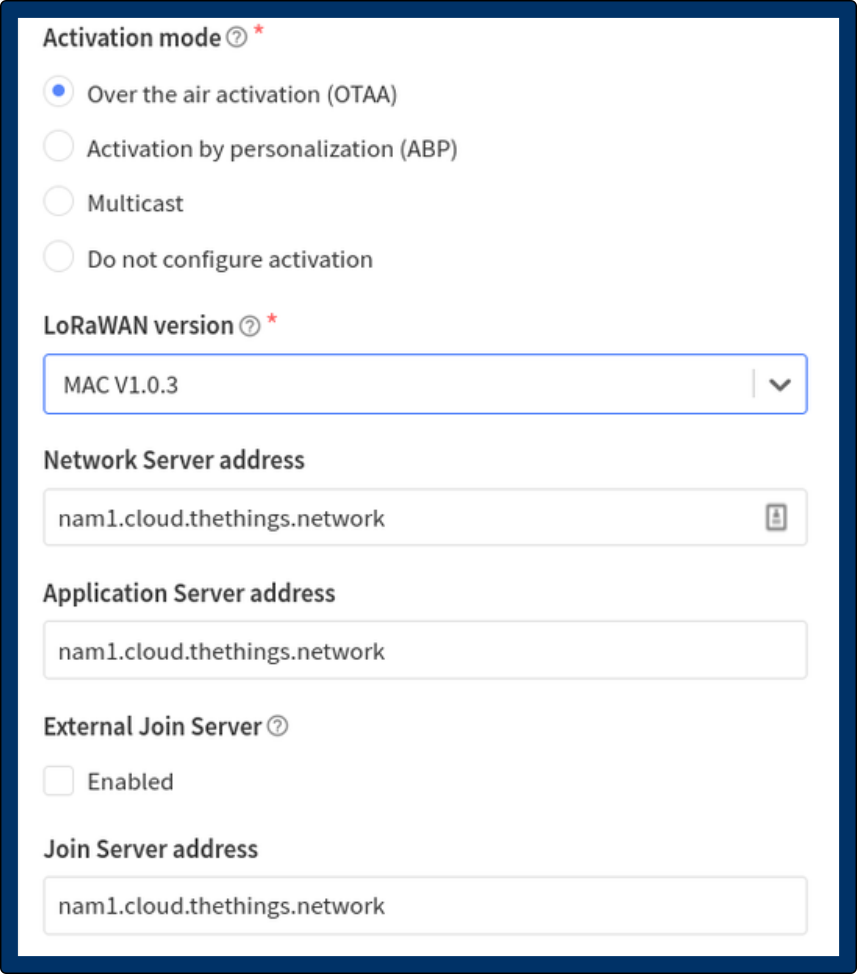 Activation mode ? *
Over the air activation (OTAA)
Activation by personalization (ABP)
Multicast
Do not configure activation
LoRaWAN version ? *
MAC V1.0.3
Network Server address
nam1.cloud.thethings.network
Application Server address
nam1.cloud.thethings.network
External Join Server ?
Enabled
Join Server address
nam1.cloud.thethings.network